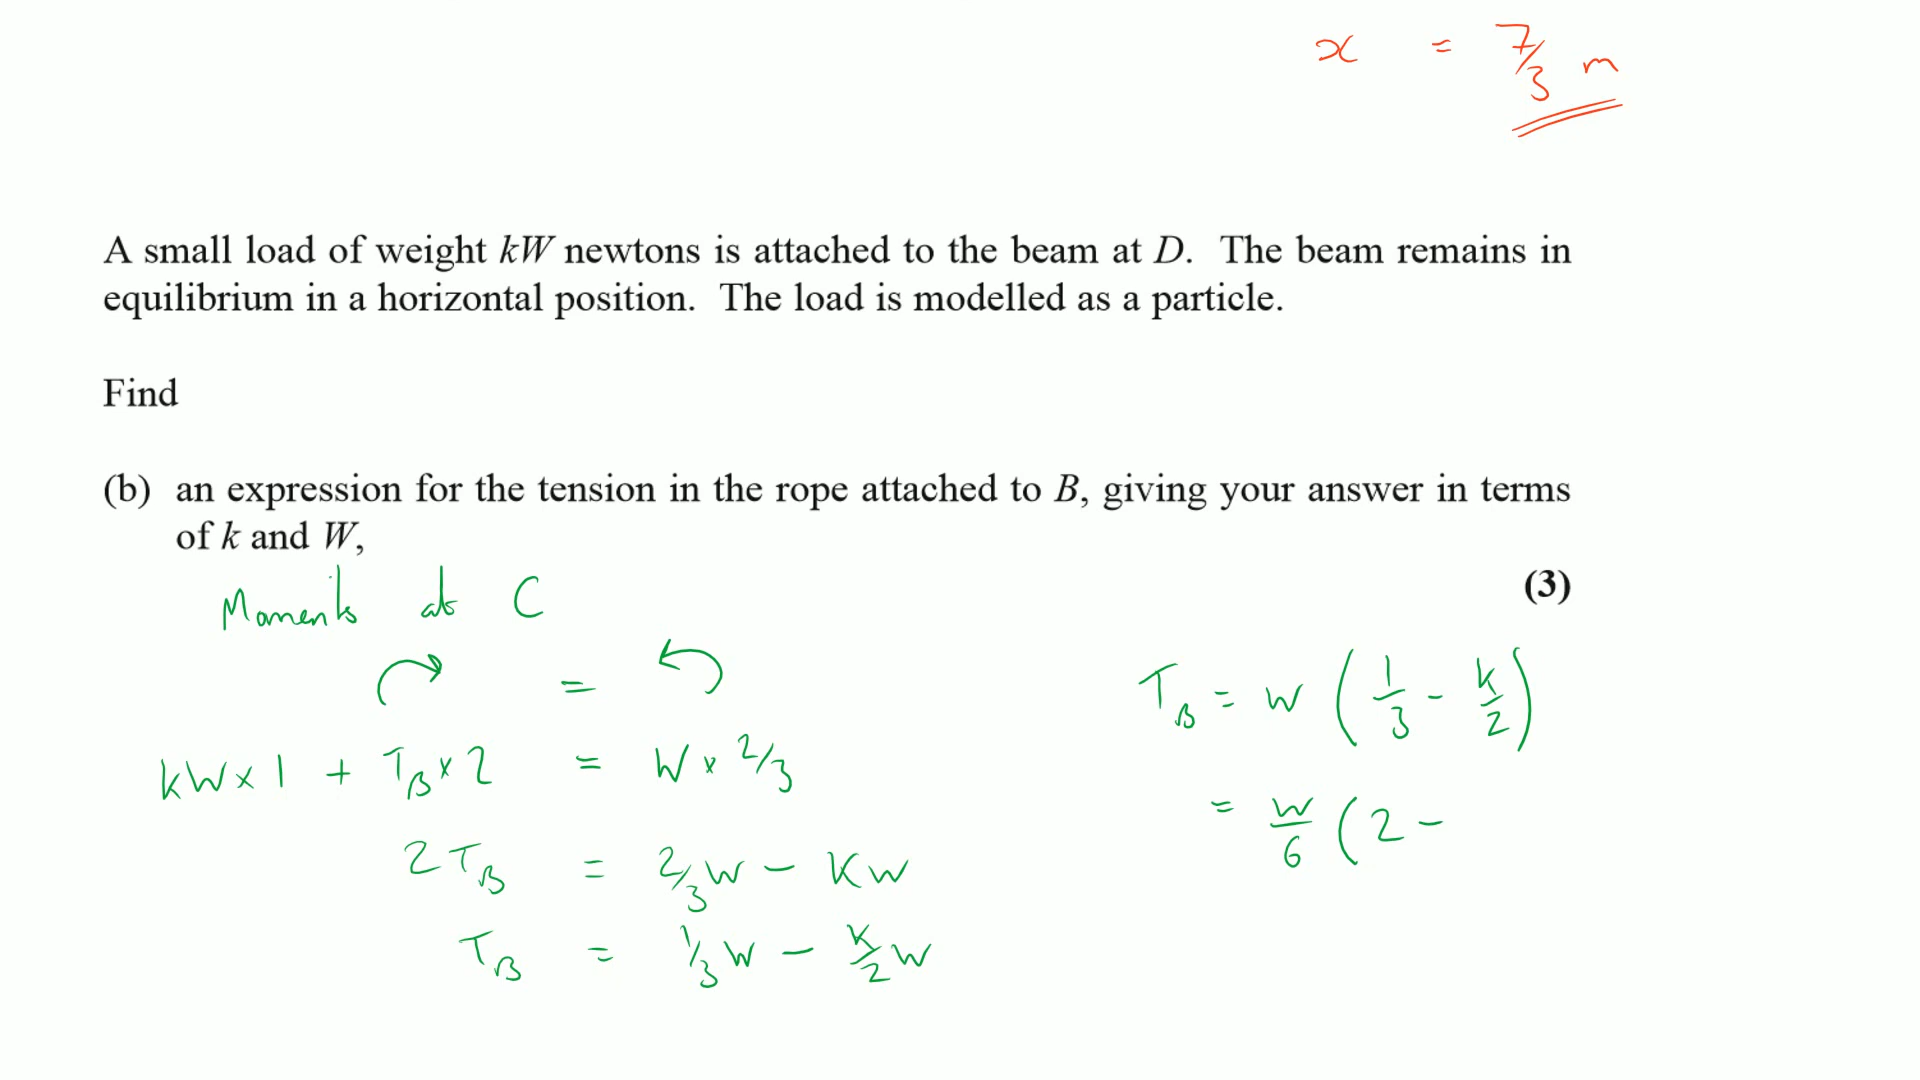 x = 7/3 m
A small load of weight kW newtons is attached to the beam at D. The beam remains in
equilibrium in a horizontal position. The load is modelled as a particle.
Find
(b) an expression for the tension in the rope attached to B, giving your answer in terms
of k and W,
(3)
Moments at C
↷ = ↶
kW × 1 + T_B × 2 = W × 2/3
2T_B = 2/3 W - kW
T_B = 1/3 W - k/2 W
T_B = W (1/3 - k/2)
= W/6 (2 -